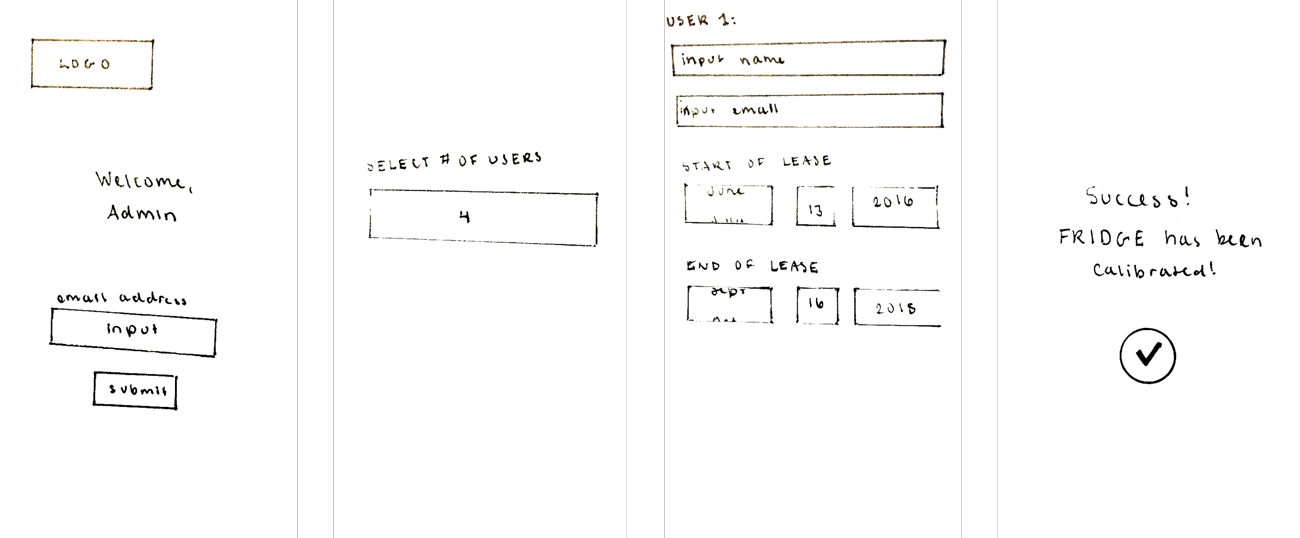 LOGO
Welcome,
Admin
email address
input
submit
SELECT # OF USERS
4
USER 1:
input name
input email
START OF LEASE
June
13
2016
END OF LEASE
Sept
16
2018
Success!
FRIDGE has been
calibrated!